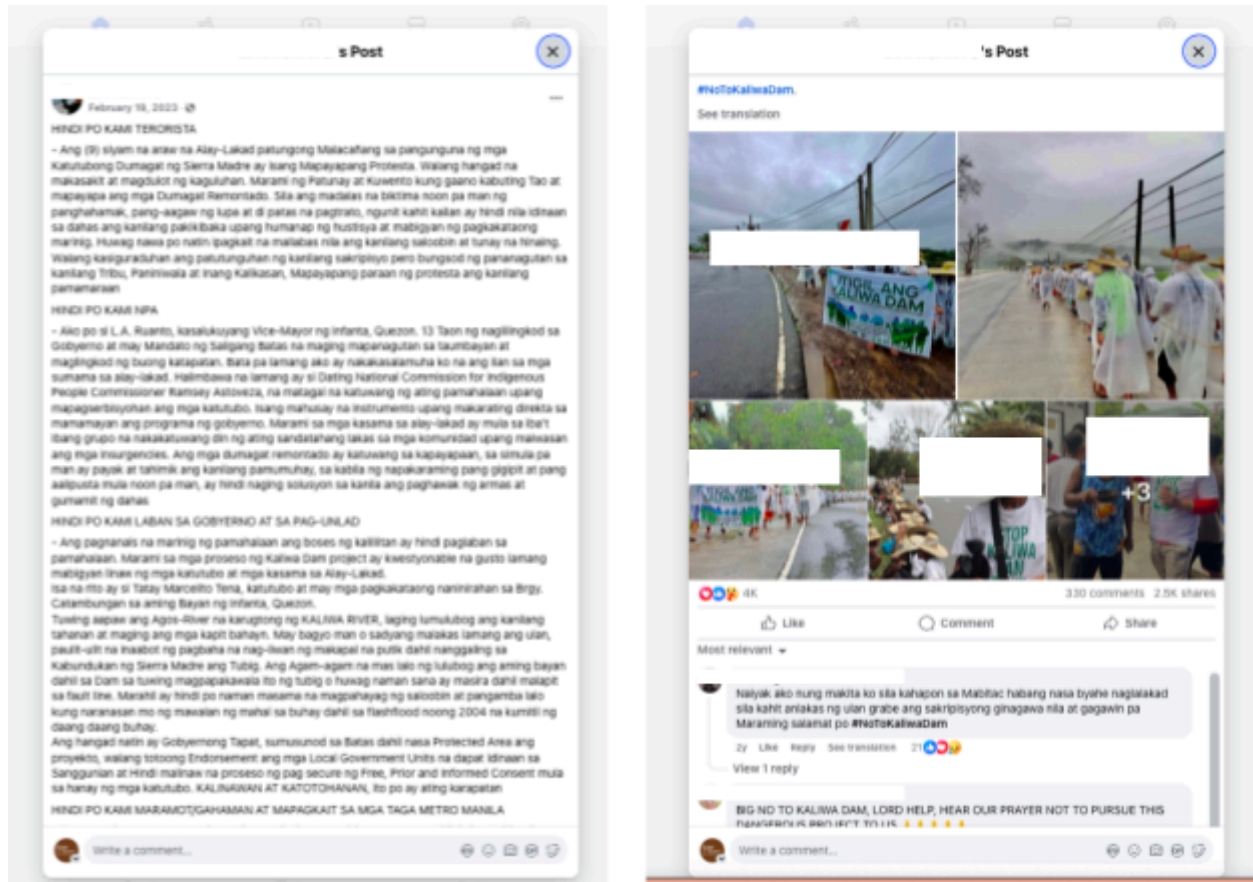 s Post
February 19, 2023
HINDI PO KAMI TERORISTA
- Ang (9) siyam na araw na Alay-Lakad patungong Malacañang sa pangunguna ng mga
Katutubong Dumagat ng Sierra Madre ay Isang Mapayapang Protesta. Walang hangad na
makasakit at magdulot ng kaguluhan. Marami ng Patunay at Kuwento kung gaano kabuting Tao at
mapayapa ang mga Dumagat Remontado. Sila ang madalas na biktima noon pa man ng
panghahamak, pang-aagaw ng lupa at di patas na pagtrato, ngunit kahit kailan ay hindi nila idinaan
sa dahas ang kanilang pakikibaka upang humanap ng hustisya at mabigyan ng pagkakataong
marinig. Huwag nawa po natin ipagkait na mailabas nila ang kanilang saloobin at tunay na hinaing.
Walang kasiguraduhan ang patutunguhan ng kanilang sakripisyo pero bungsod ng pananagutan sa
kanilang Tribu, Paniniwala at Inang Kalikasan, Mapayapang paraan ng protesta ang kanilang
pamamaraan
HINDI PO KAMI NPA
- Ako po si L.A. Ruanto, kasalukuyang Vice-Mayor ng Infanta, Quezon. 13 Taon ng naglilingkod sa
Gobyerno at may Mandato ng Saligang Batas na maging mapanagutan sa taumbayan at
maglingkod ng buong katapatan. Bata pa lamang ako ay nakakasalamuha ko na ang ilan sa mga
sumama sa alay-lakad. Halimbawa na lamang ay si Dating National Commission for Indigenous
People Commissioner Ramsey Astoveza, na matagal na katuwang ng ating pamahalaan upang
mapagserbisyohan ang mga katutubo. Isang mahusay na instrumento upang makarating direkta sa
mamamayan ang programa ng gobyerno. Marami sa mga kasama sa alay-lakad ay mula sa iba't
ibang grupo na nakakatuwang din ng ating sandatahang lakas sa mga komunidad upang maiwasan
ang mga insurgencies. Ang mga dumagat remontado ay katuwang sa kapayapaan, sa simula pa
man ay payak at tahimik ang kanilang pamumuhay, sa kabila ng napakaraming pang gigipit at pang
aalipusta mula noon pa man, ay hindi naging solusyon sa kanila ang paghawak ng armas at
gumamit ng dahas
HINDI PO KAMI LABAN SA GOBYERNO AT SA PAG-UNLAD
- Ang pagnanais na marinig ng pamahalaan ang boses ng kalilitan ay hindi paglaban sa
pamahalaan. Marami sa mga proseso ng Kaliwa Dam project ay kwestyonable na gusto lamang
mabigyan linaw ng mga katutubo at mga kasama sa Alay-Lakad.
Isa na rito ay si Tatay Marcelito Tena, katutubo at may mga pagkakataong naninirahan sa Brgy.
Catambungan sa aming Bayan ng Infanta, Quezon.
Tuwing aapaw ang Agos-River na karugtong ng KALIWA RIVER, laging lumulubog ang kanilang
tahanan at maging ang mga kapit bahayn. May bagyo man o sadyang malakas lamang ang ulan,
paulit-ulit na inaabot ng pagbaha na nag-iiwan ng makapal na putik dahil nanggaling sa
Kabundukan ng Sierra Madre ang Tubig. Ang Agam-agam na mas lalo ng lulubog ang aming bayan
dahil sa Dam sa tuwing magpapakawala ito ng tubig o huwag naman sana ay masira dahil malapit
sa fault line. Marahil ay hindi po naman masama na magpahayag ng saloobin at pangamba lalo
kung naranasan mo ng mawalan ng mahal sa buhay dahil sa flashflood noong 2004 na kumitil ng
daang daang buhay.
Ang hangad natin ay Gobyernong Tapat, sumusunod sa Batas dahil nasa Protected Area ang
proyekto, walang totoong Endorsement ang mga Local Government Units na dapat idinaan sa
Sanggunian at Hindi malinaw na proseso ng pag secure ng Free, Prior and Informed Consent mula
sa hanay ng mga katutubo. KALINAWAN AT KATOTOHANAN, Ito po ay ating karapatan
HINDI PO KAMI MARAMOT/GAHAMAN AT MAPAGKAIT SA MGA TAGA METRO MANILA
Write a comment...
's Post
#NoToKaliwaDam.
See translation
ITIGIL ANG
KALIWA DAM
STOP
KALIWA
DAM
+3
4K
330 comments 2.5K shares
Like Comment Share
Most relevant
Naiyak ako nung makita ko sila kahapon sa Mabitac habang nasa byahe naglalakad
sila kahit anlakas ng ulan grabe ang sakripisyong ginagawa nila at gagawin pa
Maraming salamat po #NoToKaliwaDam
2y Like Reply See translation 21
View 1 reply
BIG NO TO KALIWA DAM, LORD HELP, HEAR OUR PRAYER NOT TO PURSUE THIS
DANGEROUS PROJECT TO US
Write a comment...